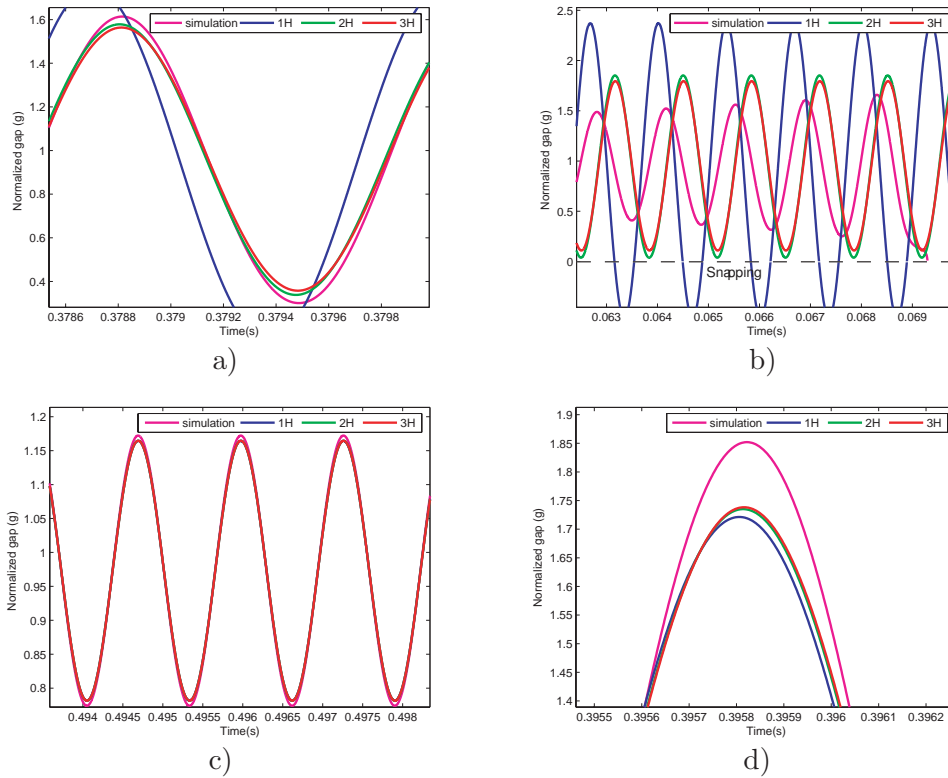 simulation 1H 2H 3H
1.6
1.4
1.2
1
0.8
0.6
0.4
Normalized gap (g)
0.3786 0.3788 0.379 0.3792 0.3794 0.3796 0.3798
Time(s)
a)
simulation 1H 2H 3H
2.5
2
1.5
1
0.5
0
Normalized gap (g)
Snapping
0.063 0.064 0.065 0.066 0.067 0.068 0.069
Time(s)
b)
simulation 1H 2H 3H
1.2
1.15
1.1
1.05
1
0.95
0.9
0.85
0.8
Normalized gap (g)
0.494 0.4945 0.495 0.4955 0.496 0.4965 0.497 0.4975 0.498
Time(s)
c)
simulation 1H 2H 3H
1.9
1.85
1.8
1.75
1.7
1.65
1.6
1.55
1.5
1.45
1.4
Normalized gap (g)
0.3955 0.3956 0.3957 0.3958 0.3959 0.396 0.3961 0.3962
Time(s)
d)